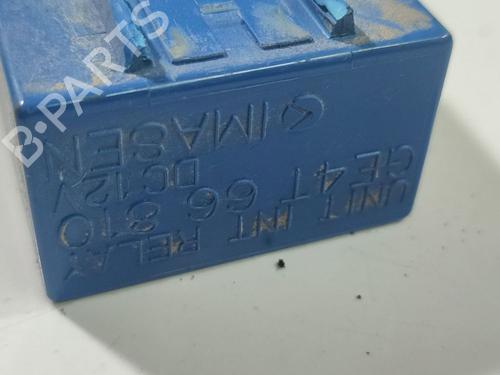 UNIT INT RELAY
GE4T 66 810
DC12V
IMASEN
B-PARTS